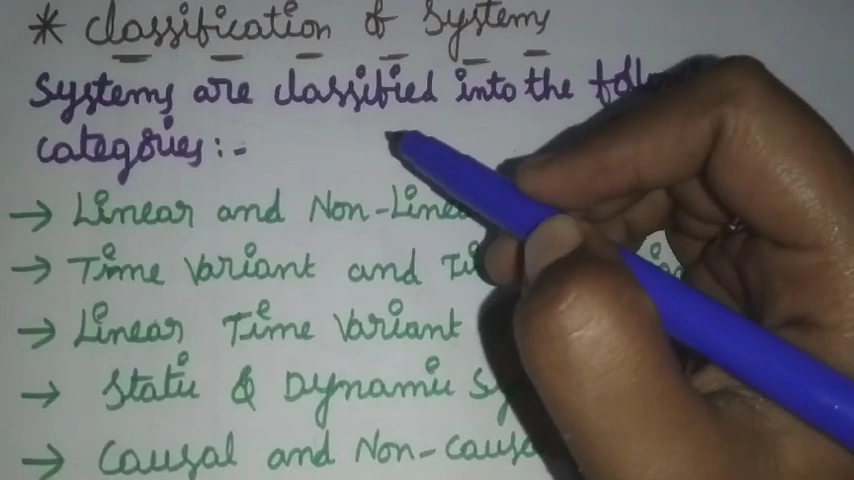 * Classification of Systems
Systems are classified into the
categories:-
→ Linear and Non-
→ Time Variant and
→ Linear Time Variant
→ Static & Dynamic
→ Causal and Non-